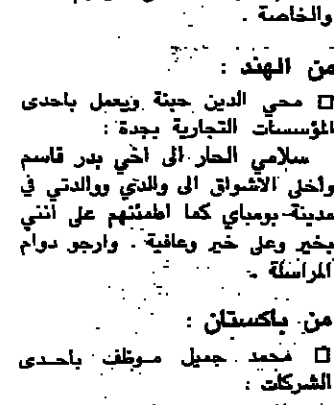 والخاصة .
من الهند :
□ محي الدين حبنة ويعمل باحدى
المؤسسات التجارية بجدة :
سلامي الحار الى اخي بدر قاسم
واخلى الاشواق الى والدي ووالدتي في
مدينة بومباي كما اطمئنهم على انني
بخير وعلى خير وعافية . وارجو دوام
المراسلة .
من باكستان :
□ محمد جميل موظف باحدى
الشركات :